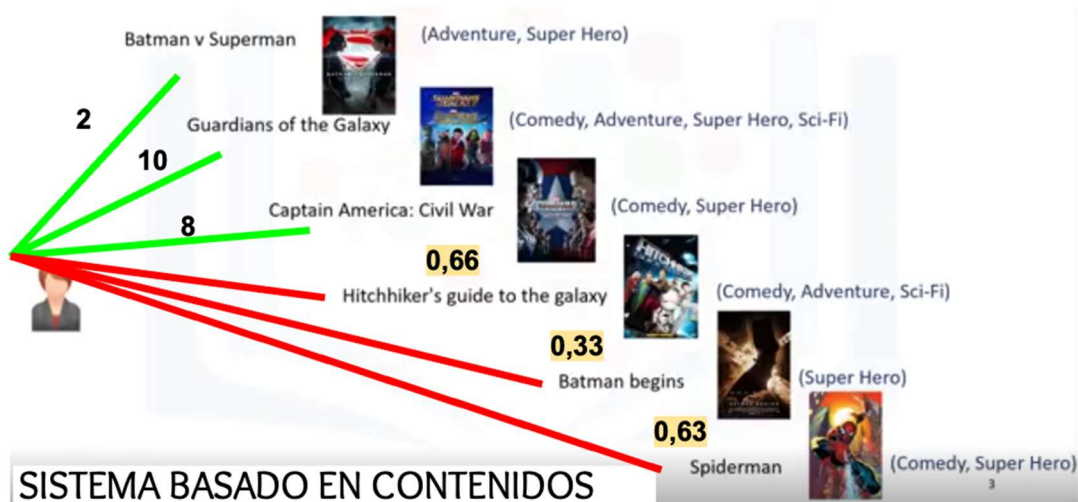 Batman v Superman
(Adventure, Super Hero)
2
Guardians of the Galaxy
(Comedy, Adventure, Super Hero, Sci-Fi)
10
Captain America: Civil War
(Comedy, Super Hero)
8
0,66
Hitchhiker's guide to the galaxy
(Comedy, Adventure, Sci-Fi)
0,33
Batman begins
(Super Hero)
0,63
Spiderman
(Comedy, Super Hero)
3
SISTEMA BASADO EN CONTENIDOS